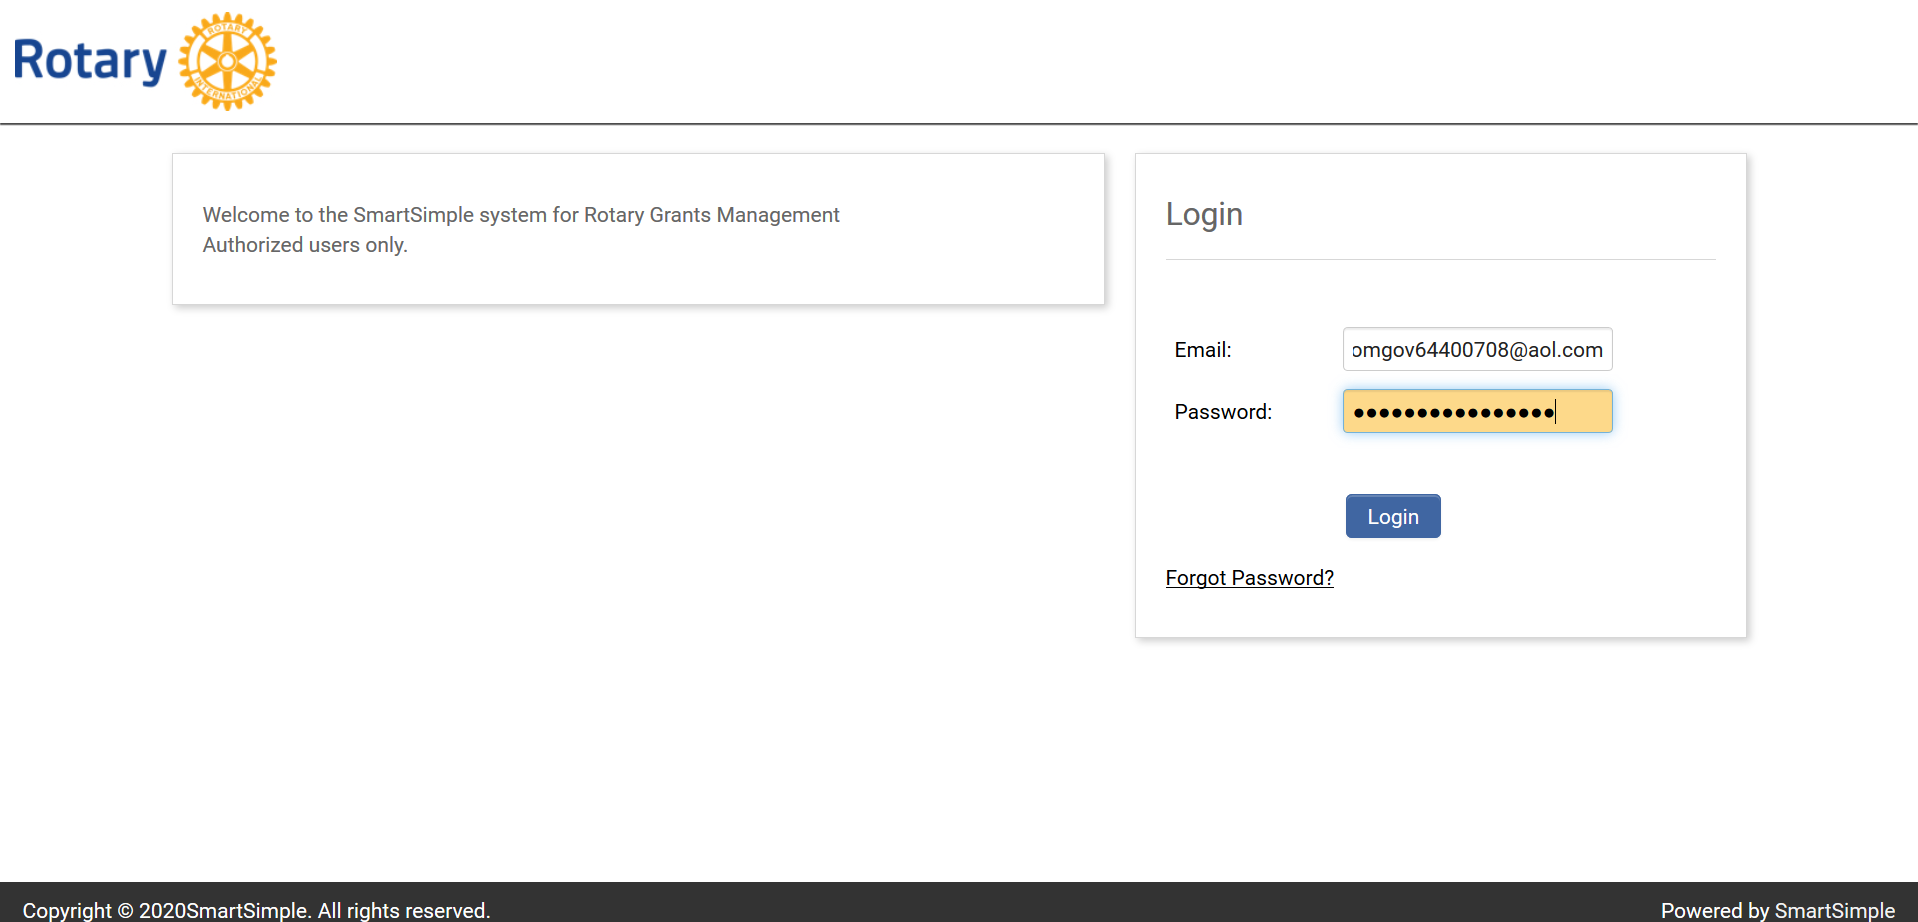 Rotary
ROTARY
INTERNATIONAL
Welcome to the SmartSimple system for Rotary Grants Management
Authorized users only.
Login
Email:
omgov64400708@aol.com
Password:
Login
Forgot Password?
Copyright © 2020SmartSimple. All rights reserved.
Powered by SmartSimple